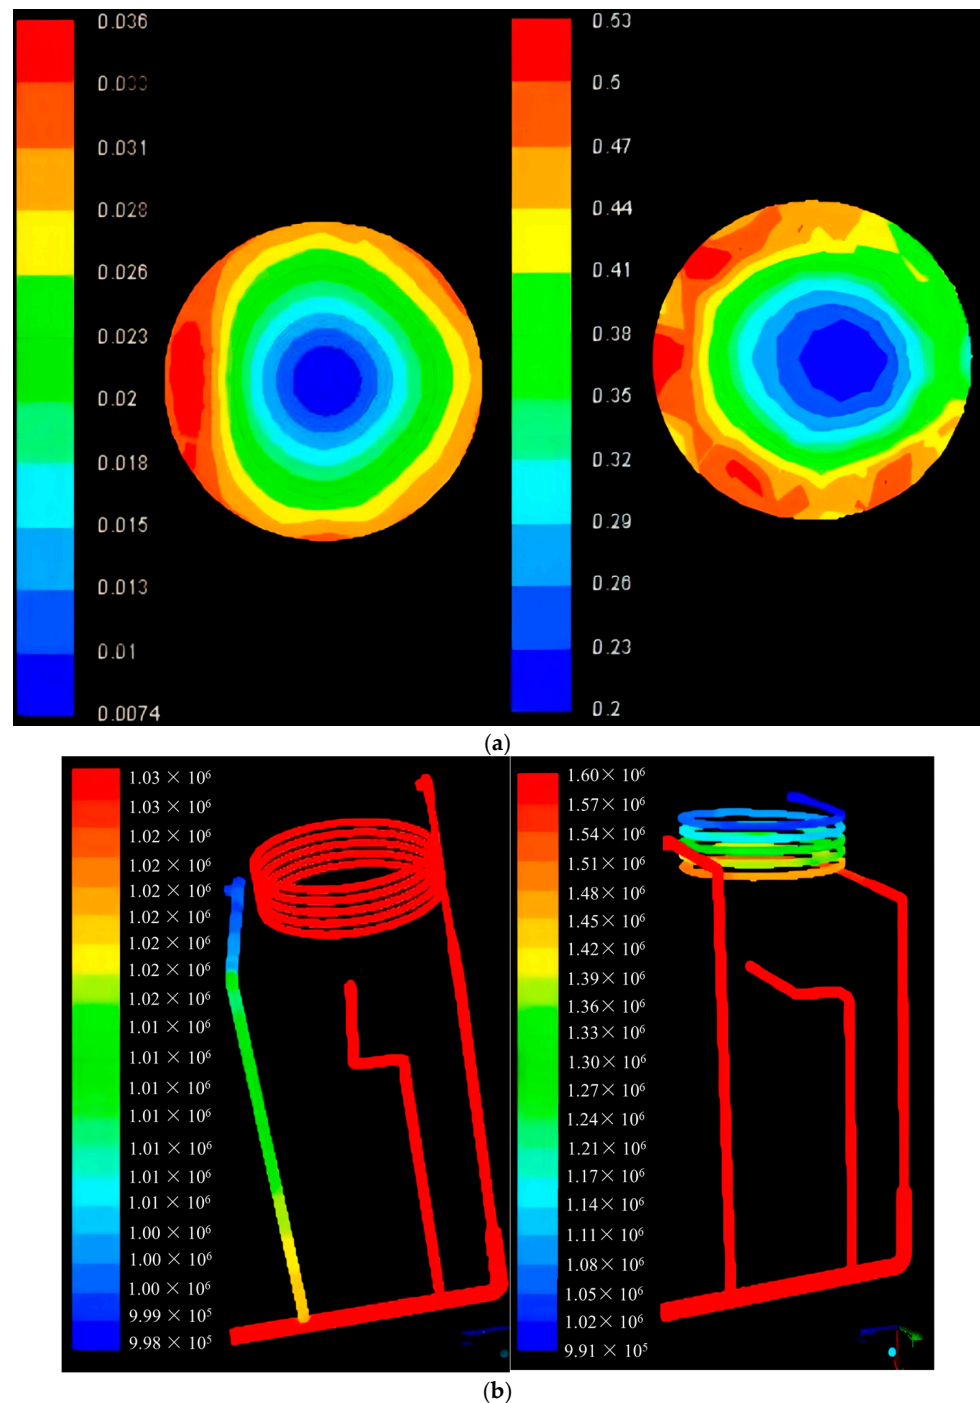 0.036
0.033
0.031
0.028
0.026
0.023
0.02
0.018
0.015
0.013
0.01
0.0074
0.53
0.5
0.47
0.44
0.41
0.38
0.35
0.32
0.29
0.26
0.23
0.2
(a)
1.03 × 10⁶
1.03 × 10⁶
1.02 × 10⁶
1.02 × 10⁶
1.02 × 10⁶
1.02 × 10⁶
1.02 × 10⁶
1.02 × 10⁶
1.01 × 10⁶
1.01 × 10⁶
1.01 × 10⁶
1.01 × 10⁶
1.01 × 10⁶
1.01 × 10⁶
1.01 × 10⁶
1.00 × 10⁶
1.00 × 10⁶
1.00 × 10⁶
9.99 × 10⁵
9.98 × 10⁵
1.60× 10⁶
1.57× 10⁶
1.54× 10⁶
1.51× 10⁶
1.48× 10⁶
1.45× 10⁶
1.42× 10⁶
1.39× 10⁶
1.36× 10⁶
1.33× 10⁶
1.30× 10⁶
1.27× 10⁶
1.24× 10⁶
1.21× 10⁶
1.17× 10⁶
1.14× 10⁶
1.11× 10⁶
1.08× 10⁶
1.05× 10⁶
1.02× 10⁶
9.91× 10⁵
(b)